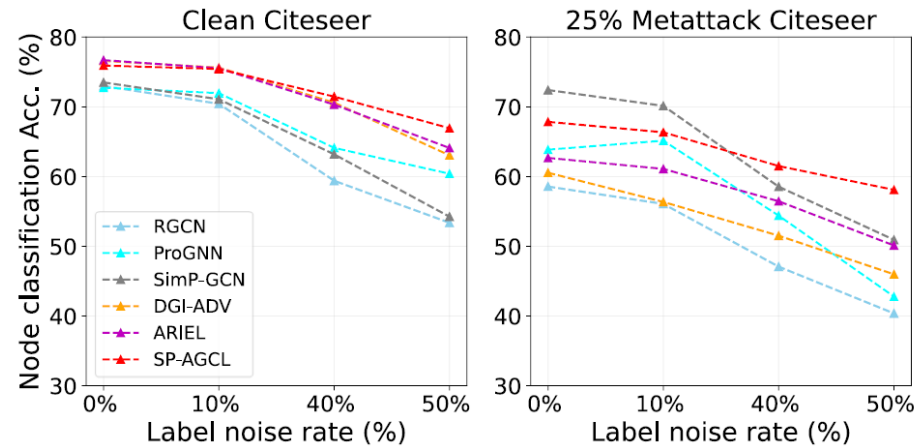 Clean Citeseer
25% Metattack Citeseer
Node classification Acc. (%)
80
70
60
50
40
30
RGCN
ProGNN
SimP-GCN
DGI-ADV
ARIEL
SP-AGCL
0% 10% 40% 50%
Label noise rate (%)
80
70
60
50
40
30
0% 10% 40% 50%
Label noise rate (%)